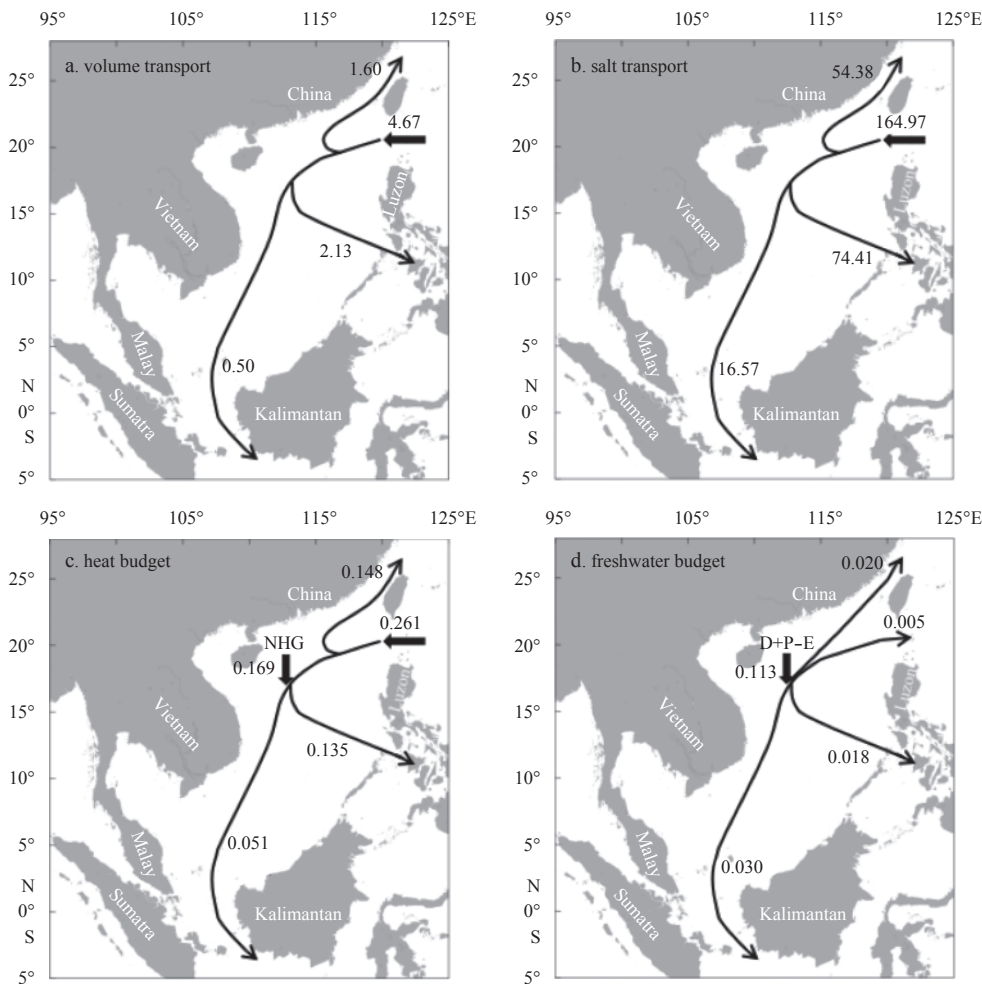 95° 105° 115° 125°E
a. volume transport
1.60
25°
China
4.67
20°
Luzon
15°
Vietnam
2.13
10°
5°
Malay
0.50
N
0°
Sumatra
Kalimantan
S
5°
95° 105° 115° 125°E
b. salt transport
54.38
25°
China
164.97
20°
Luzon
15°
Vietnam
74.41
10°
5°
Malay
16.57
N
0°
Sumatra
Kalimantan
S
5°
95° 105° 115° 125°E
c. heat budget
0.148
25°
China
0.261
20°
NHG
0.169
Luzon
15°
Vietnam
0.135
10°
5°
0.051
Malay
N
0°
Sumatra
Kalimantan
S
5°
95° 105° 115° 125°E
d. freshwater budget
0.020
25°
China
0.005
20°
D+P–E
0.113
Luzon
15°
Vietnam
0.018
10°
5°
Malay
0.030
N
0°
Sumatra
Kalimantan
S
5°